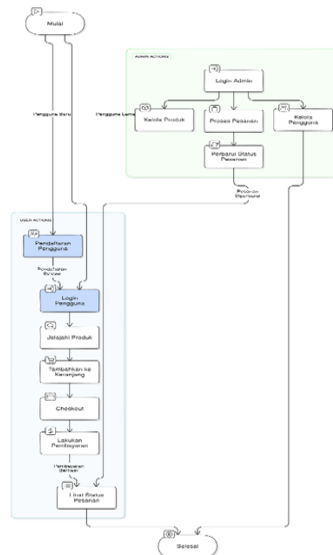 Mulai
ADMIN ACTIONS
Login Admin
Pengguna Baru
Pengguna Lama
Kelola Produk
Proses Pesanan
Kelola
Pengguna
Perbarui Status
Pesanan
Pesanan
Diperbarui
USER ACTIONS
Pendaftaran
Pengguna
Pendaftaran
Berhasil
Login
Pengguna
Jelajahi Produk
Tambahkan ke
Keranjang
Checkout
Lakukan
Pembayaran
Pembayaran
Berhasil
Lihat Status
Pesanan
Selesai